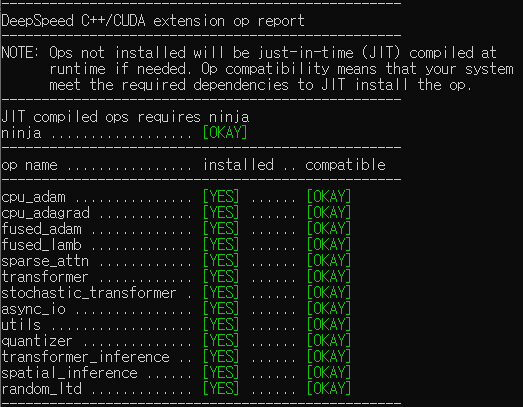 --------------------------------------------------
DeepSpeed C++/CUDA extension op report
--------------------------------------------------
NOTE: Ops not installed will be just-in-time (JIT) compiled at
      runtime if needed. Op compatibility means that your system
      meet the required dependencies to JIT install the op.
--------------------------------------------------
JIT compiled ops requires ninja
ninja .................. [OKAY]
--------------------------------------------------
op name ................ installed .. compatible
--------------------------------------------------
cpu_adam ............... [YES] ...... [OKAY]
cpu_adagrad ............ [YES] ...... [OKAY]
fused_adam ............. [YES] ...... [OKAY]
fused_lamb ............. [YES] ...... [OKAY]
sparse_attn ............ [YES] ...... [OKAY]
transformer ............ [YES] ...... [OKAY]
stochastic_transformer . [YES] ...... [OKAY]
async_io ............... [YES] ...... [OKAY]
utils .................. [YES] ...... [OKAY]
quantizer .............. [YES] ...... [OKAY]
transformer_inference .. [YES] ...... [OKAY]
spatial_inference ...... [YES] ...... [OKAY]
random_ltd ............. [YES] ...... [OKAY]
--------------------------------------------------